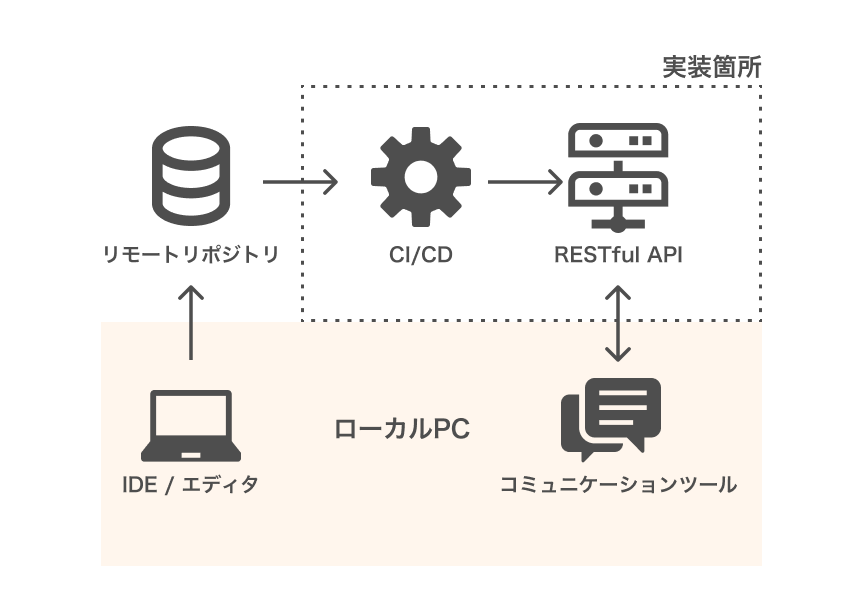 実装箇所
リモートリポジトリ
CI/CD
RESTful API
ローカルPC
IDE / エディタ
コミュニケーションツール